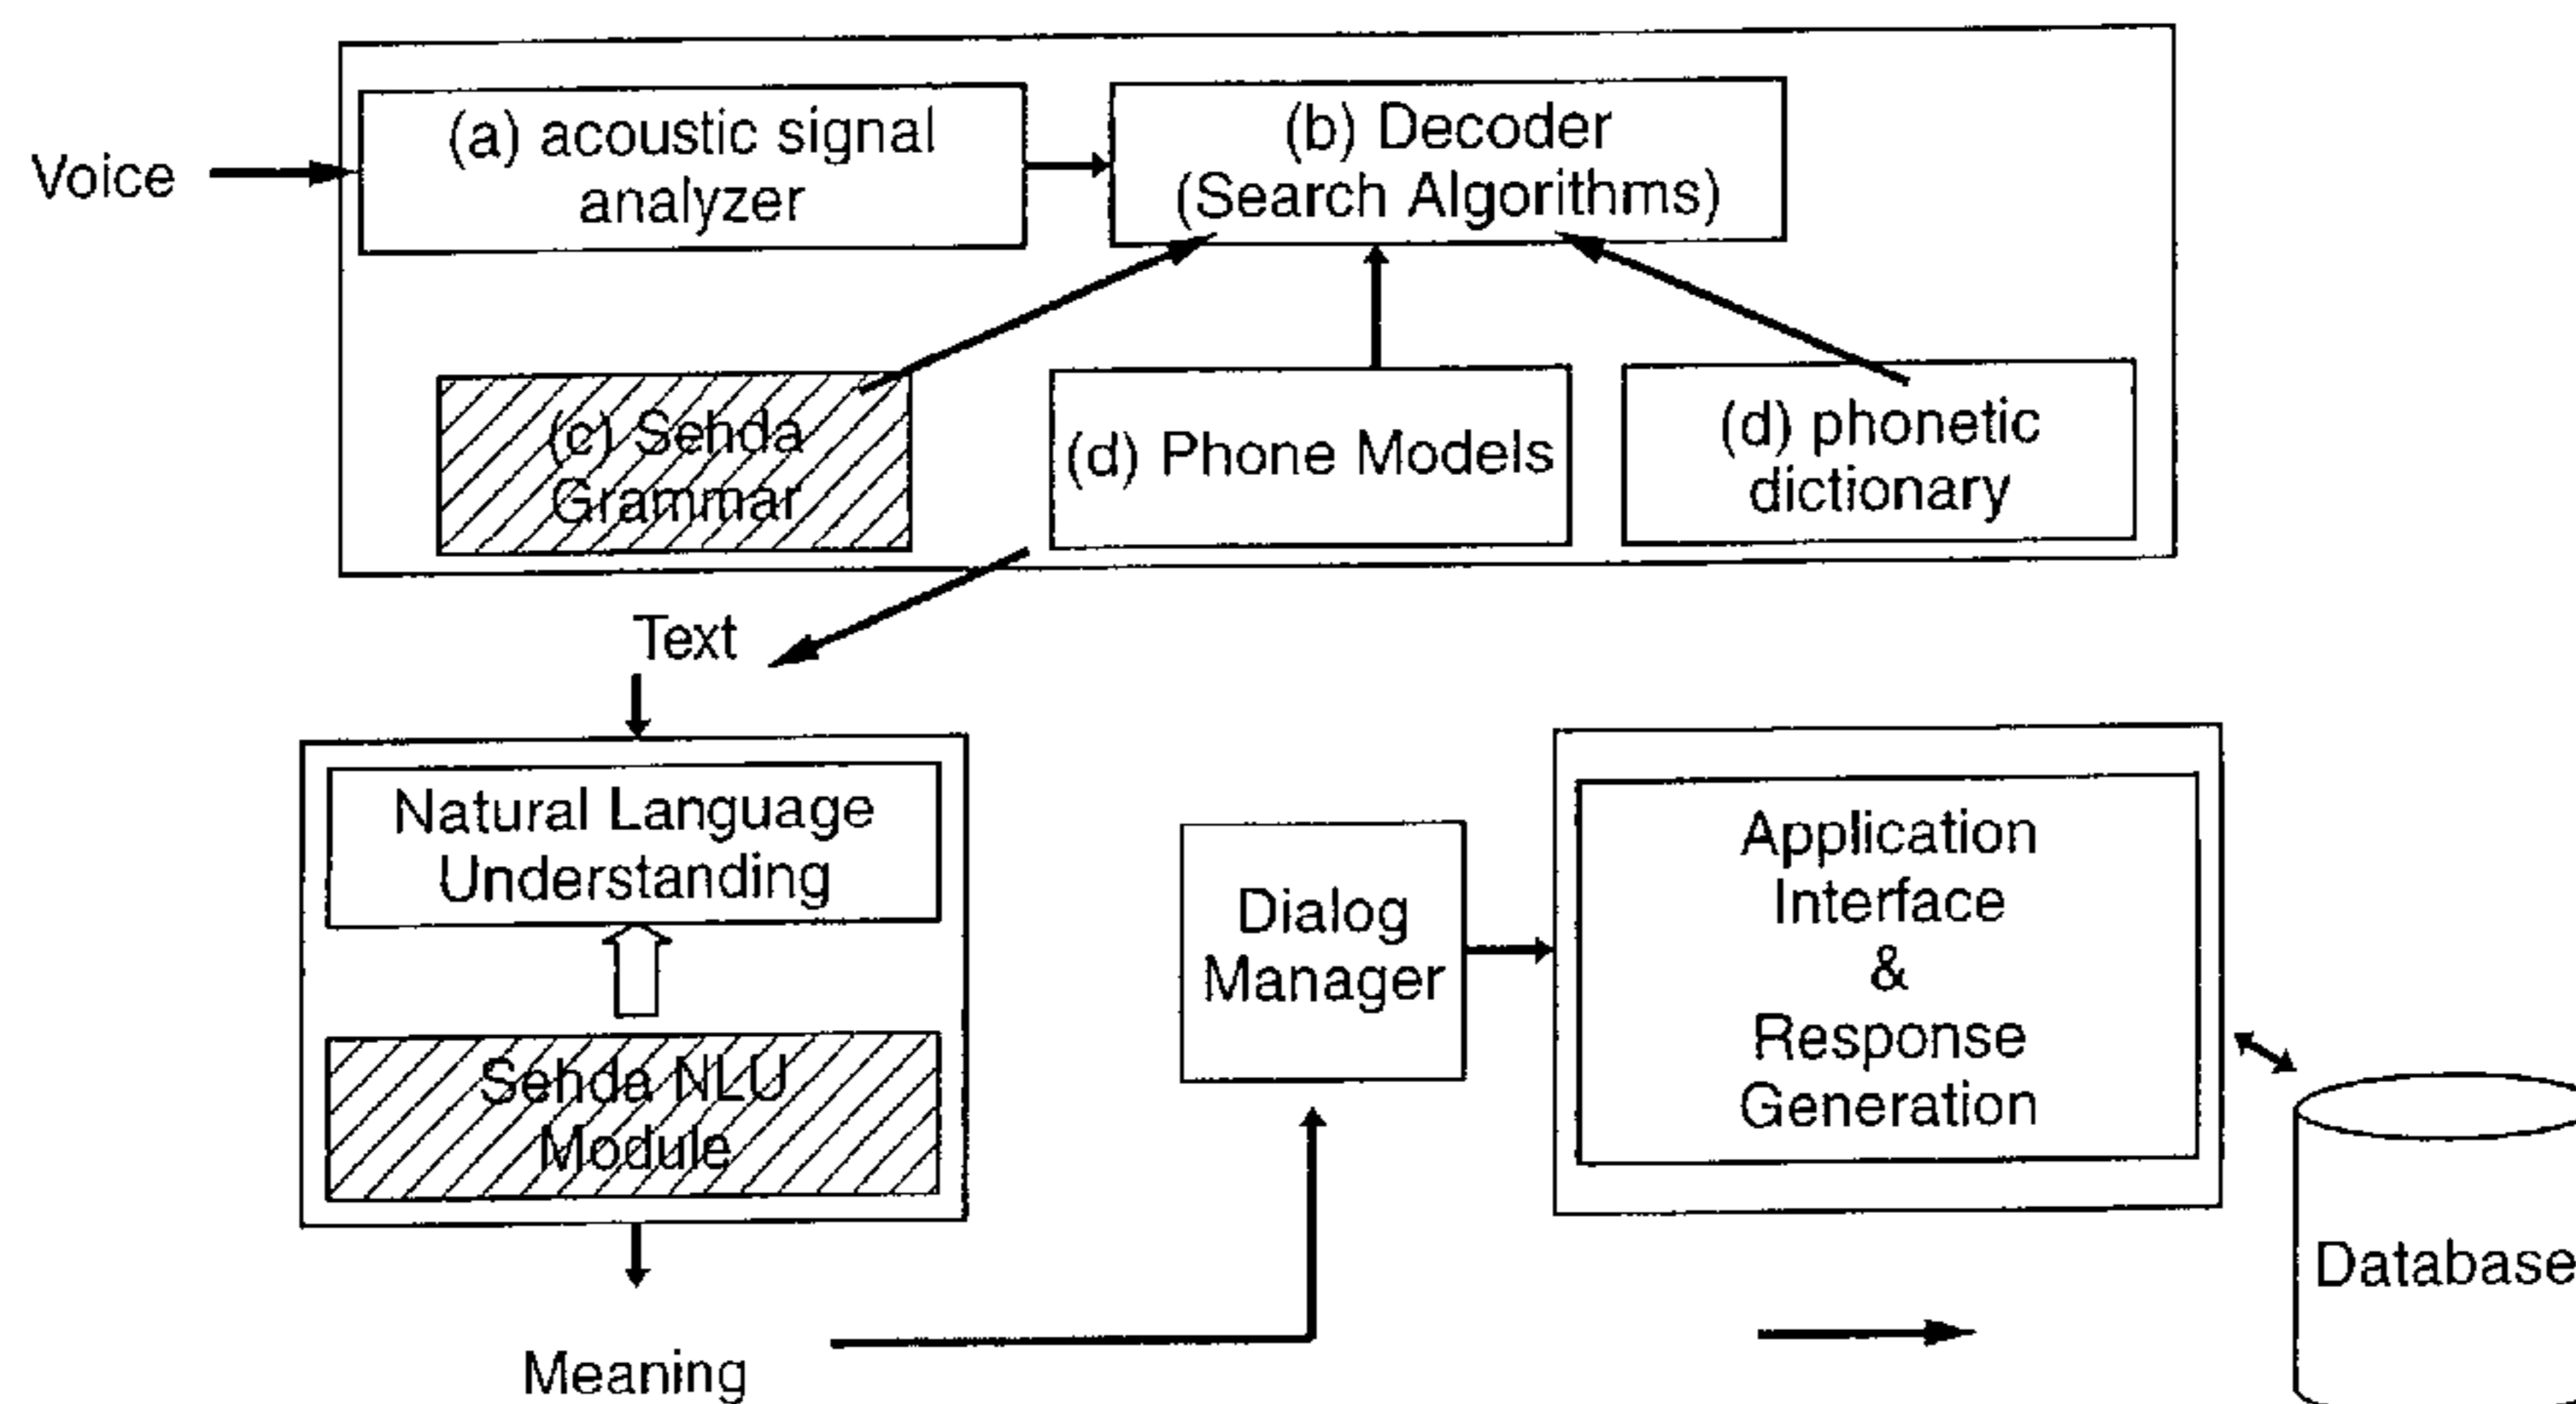 Voice
(a) acoustic signal
analyzer
(b) Decoder
(Search Algorithms)
(c) Sehda
Grammar
(d) Phone Models
(d) phonetic
dictionary
Text
Natural Language
Understanding
Sehda NLU
Module
Meaning
Dialog
Manager
Application
Interface
&
Response
Generation
Database